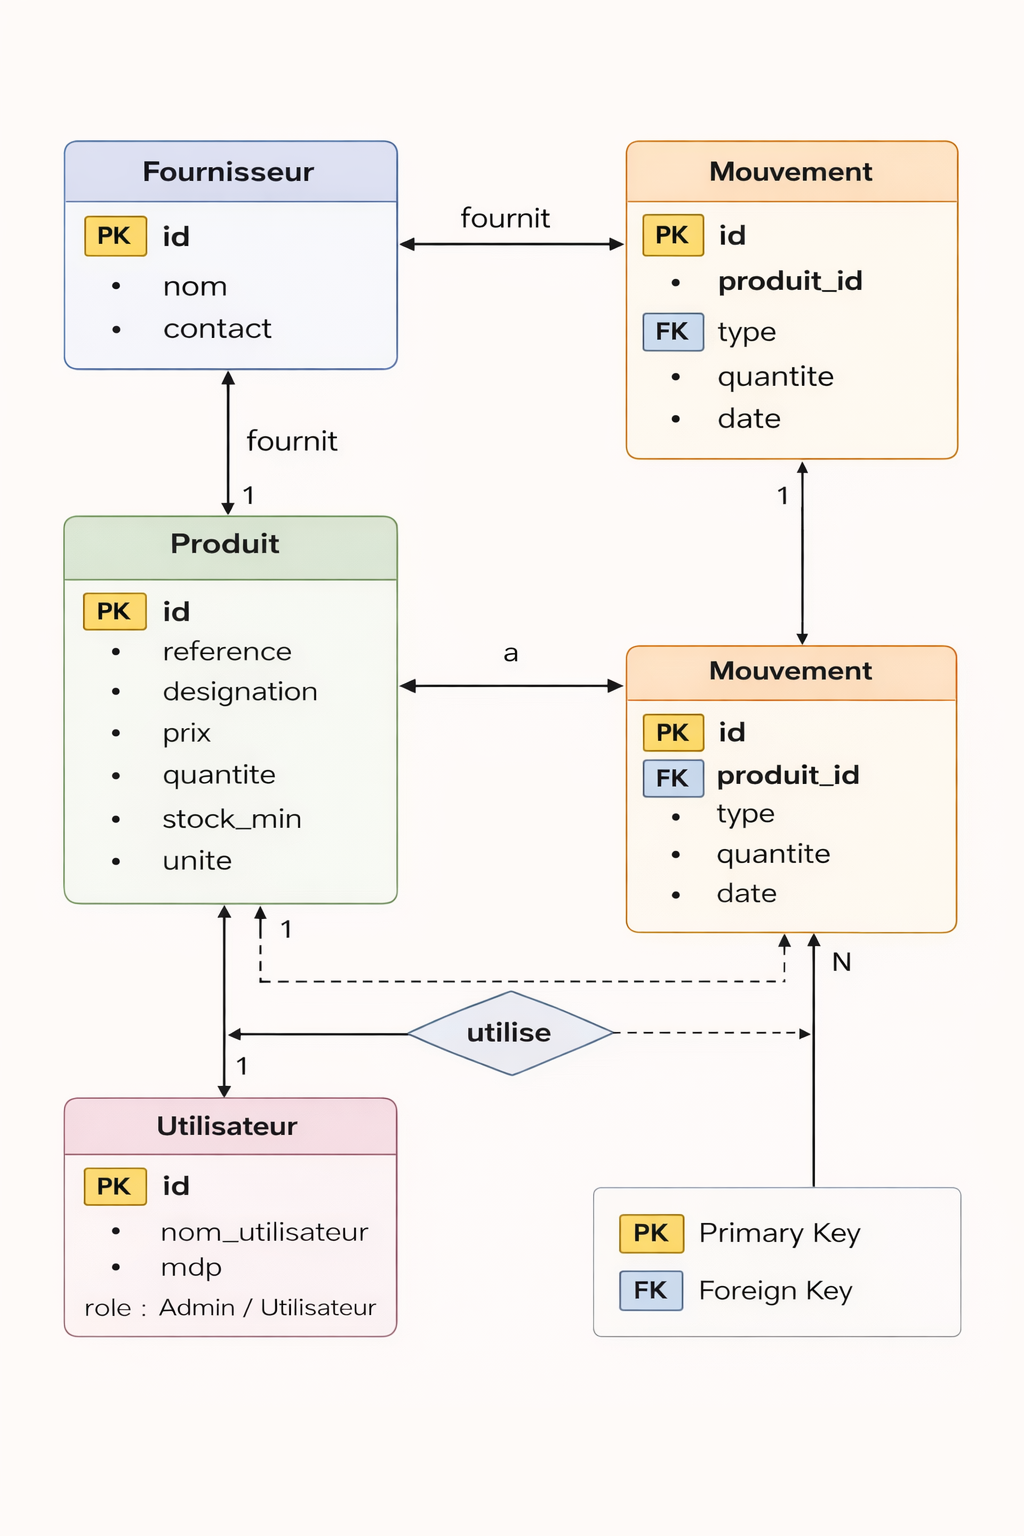 Fournisseur
PK id
• nom
• contact
fournit
Mouvement
PK id
• produit_id
FK type
• quantite
• date
fournit
1
1
Produit
PK id
• reference
• designation
• prix
• quantite
• stock_min
• unite
a
Mouvement
PK id
FK produit_id
• type
• quantite
• date
1
N
utilise
1
Utilisateur
PK id
• nom_utilisateur
• mdp
role : Admin / Utilisateur
PK Primary Key
FK Foreign Key